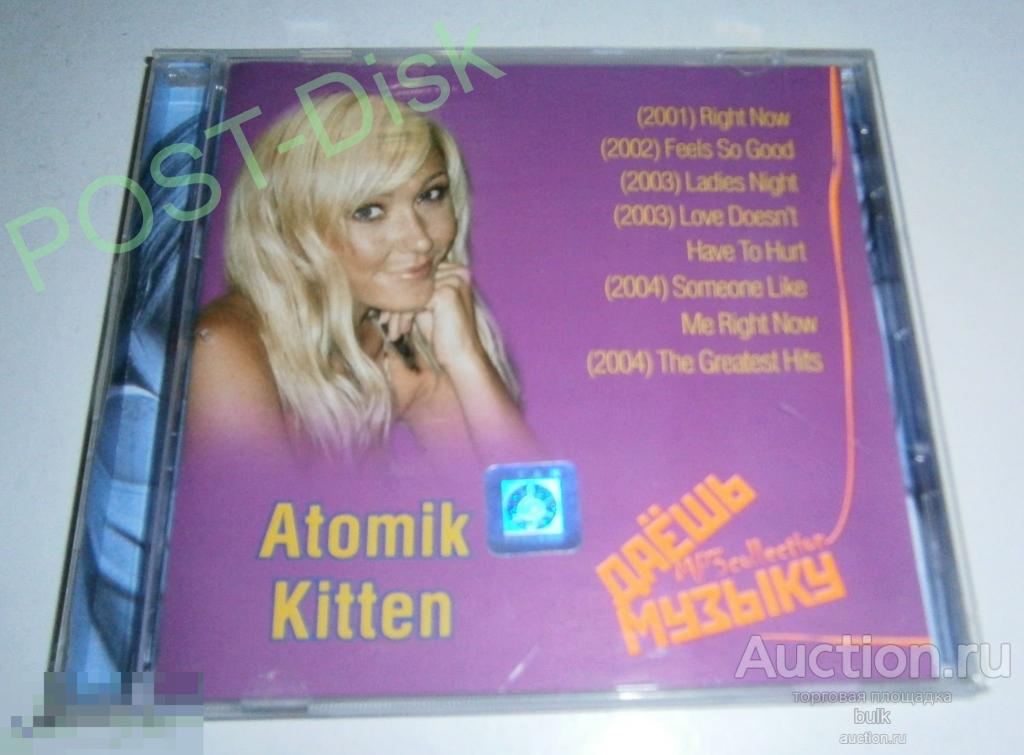 POST-Disk
(2001) Right Now
(2002) Feels So Good
(2003) Ladies Night
(2003) Love Doesn't
Have To Hurt
(2004) Someone Like
Me Right Now
(2004) The Greatest Hits
Atomik
Kitten
ДАЁШЬ
MP3collection
МУЗЫКУ
Auction.ru
торговая площадка
bulk
auction.ru